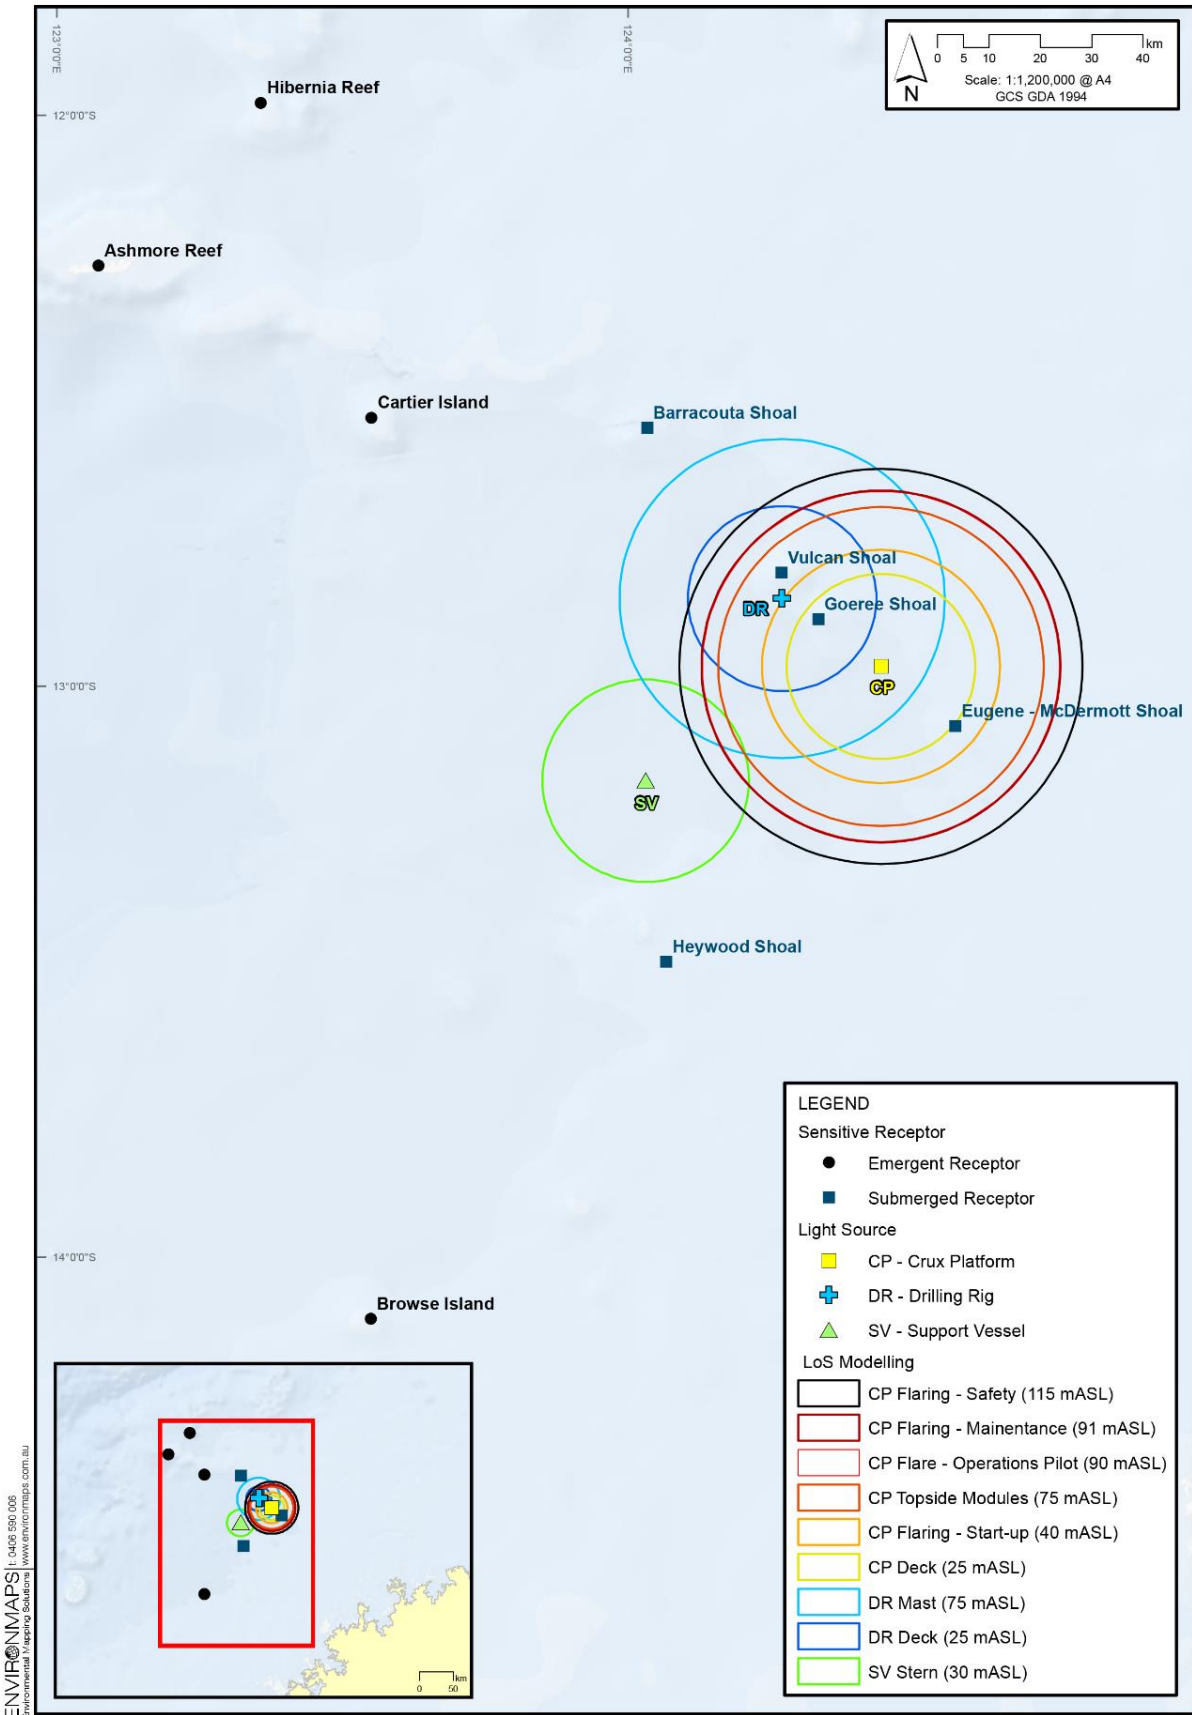 123°0'0"E
124°0'0"E
0 5 10 20 30 40 km
Scale: 1:1,200,000 @ A4
GCS GDA 1994
N
Hibernia Reef
12°0'0"S
Ashmore Reef
Cartier Island
Barracouta Shoal
Vulcan Shoal
DR
Goeree Shoal
CP
13°0'0"S
Eugene - McDermott Shoal
SV
Heywood Shoal
14°0'0"S
Browse Island
LEGEND
Sensitive Receptor
Emergent Receptor
Submerged Receptor
Light Source
CP - Crux Platform
DR - Drilling Rig
SV - Support Vessel
LoS Modelling
CP Flaring - Safety (115 mASL)
CP Flaring - Mainentance (91 mASL)
CP Flare - Operations Pilot (90 mASL)
CP Topside Modules (75 mASL)
CP Flaring - Start-up (40 mASL)
CP Deck (25 mASL)
DR Mast (75 mASL)
DR Deck (25 mASL)
SV Stern (30 mASL)
km
0 50
ENVIRONMAPS | t: 0406 590 006
Environmental Mapping Solutions | www.environmaps.com.au